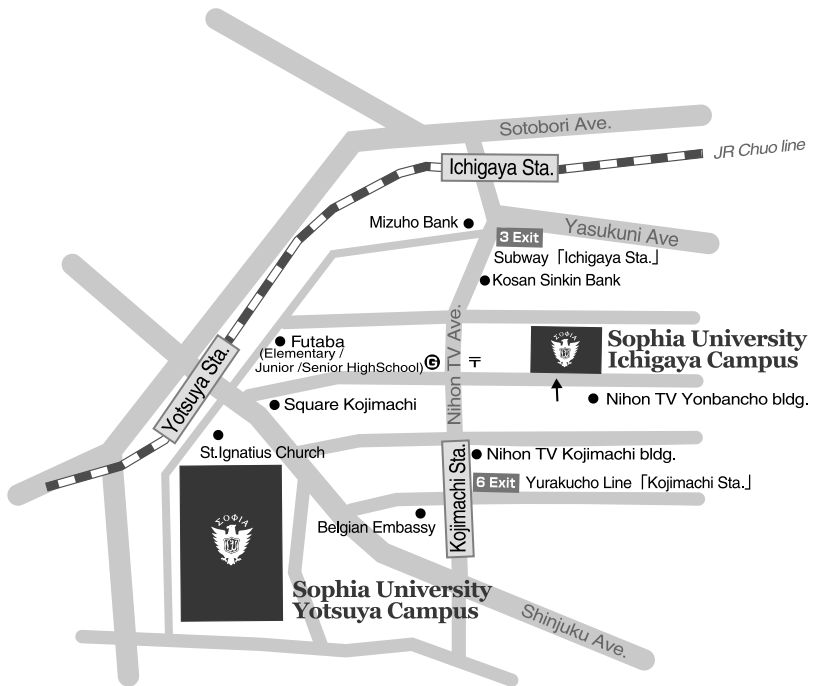 Sotobori Ave.
JR Chuo line
Ichigaya Sta.
Mizuho Bank
Yasukuni Ave
3 Exit
Subway「Ichigaya Sta.」
Kosan Sinkin Bank
Nihon TV Ave.
Yotsuya Sta.
Futaba
(Elementary /
Junior /Senior HighSchool)
G
〒
ΣΟΦΙΑ
Sophia University
Ichigaya Campus
Square Kojimachi
Nihon TV Yonbancho bldg.
St.Ignatius Church
Nihon TV Kojimachi bldg.
Kojimachi Sta.
6 Exit
Yurakucho Line「Kojimachi Sta.」
Belgian Embassy
ΣΟΦΙΑ
Sophia University
Yotsuya Campus
Shinjuku Ave.